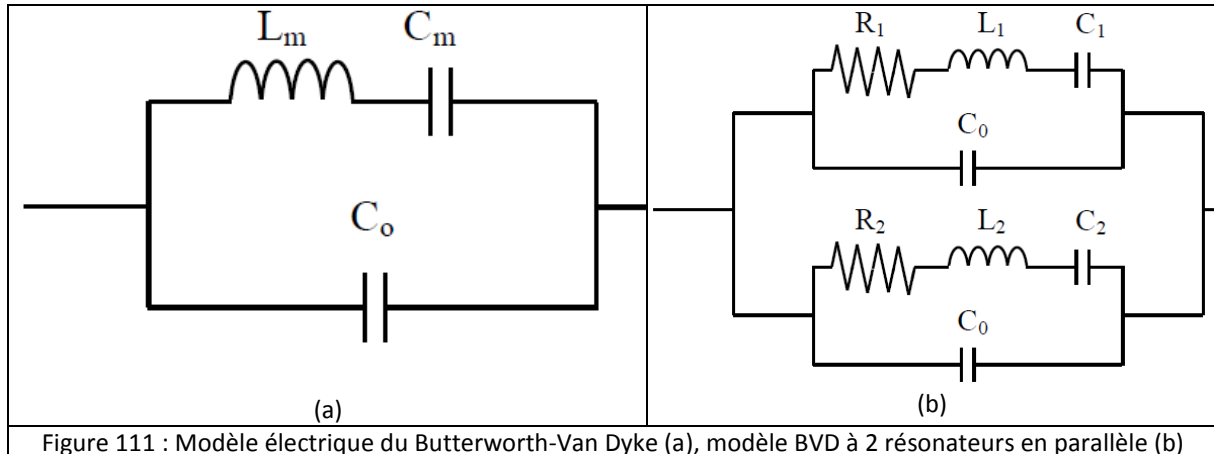 Lm Cm
Co
(a)
R1 L1 C1
C0
R2 L2 C2
C0
(b)
Figure 111 : Modèle électrique du Butterworth-Van Dyke (a), modèle BVD à 2 résonateurs en parallèle (b)